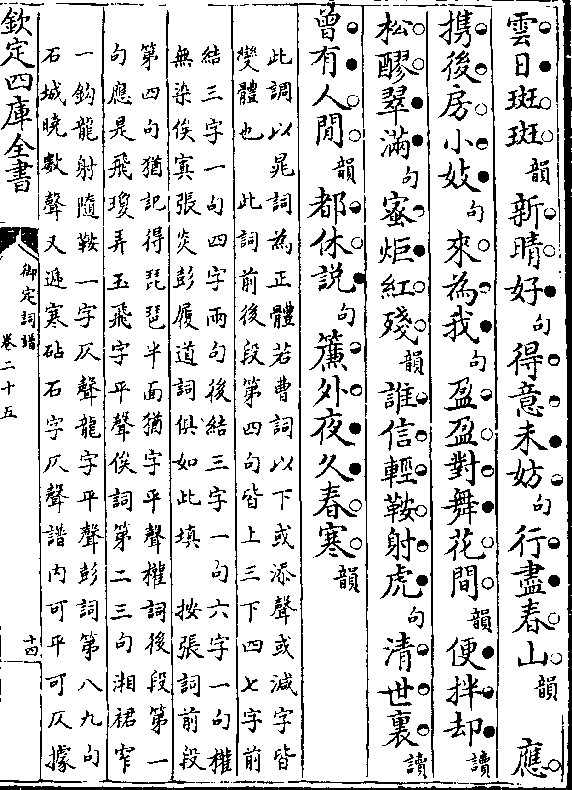 雲日斑斑韻新晴好句得意未妨句行盡春山韻　應
携後房小妓句來為我句盈盈對舞花間韻便拌却讀
松醪翠滿句蜜炬紅殘韻誰信輕鞍射虎句清世裏讀
曾有人閒韻都休說句簾外夜久春寒韻
此調以晁詞為正體若曹詞以下或添聲或減字皆
變體也　此詞前後段第四句皆上三下四七字前
結三字一句四字兩句後結三字一句六字一句權
無染侯寘張炎彭履道詞俱如此填　按張詞前段
第四句猶記得琵琶半面猶字平聲權詞後段第一
句應是飛瓊弄玉飛字平聲侯詞第二三句湘裙窄
一鈎龍射隨鞍一字仄聲龍字平聲彭詞第八九句
石城曉數聲又遞寒砧石字仄聲譜内可平可仄據
欽定四庫全書
御定詞譜
卷二十五
十四